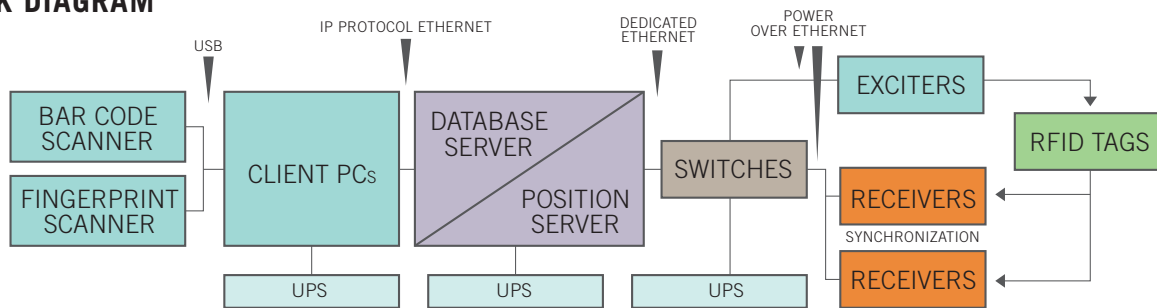 K DIAGRAM
USB
IP PROTOCOL ETHERNET
DEDICATED
ETHERNET
POWER
OVER ETHERNET
BAR CODE
SCANNER
FINGERPRINT
SCANNER
CLIENT PCs
DATABASE
SERVER
POSITION
SERVER
SWITCHES
EXCITERS
RFID TAGS
RECEIVERS
SYNCHRONIZATION
RECEIVERS
UPS
UPS
UPS